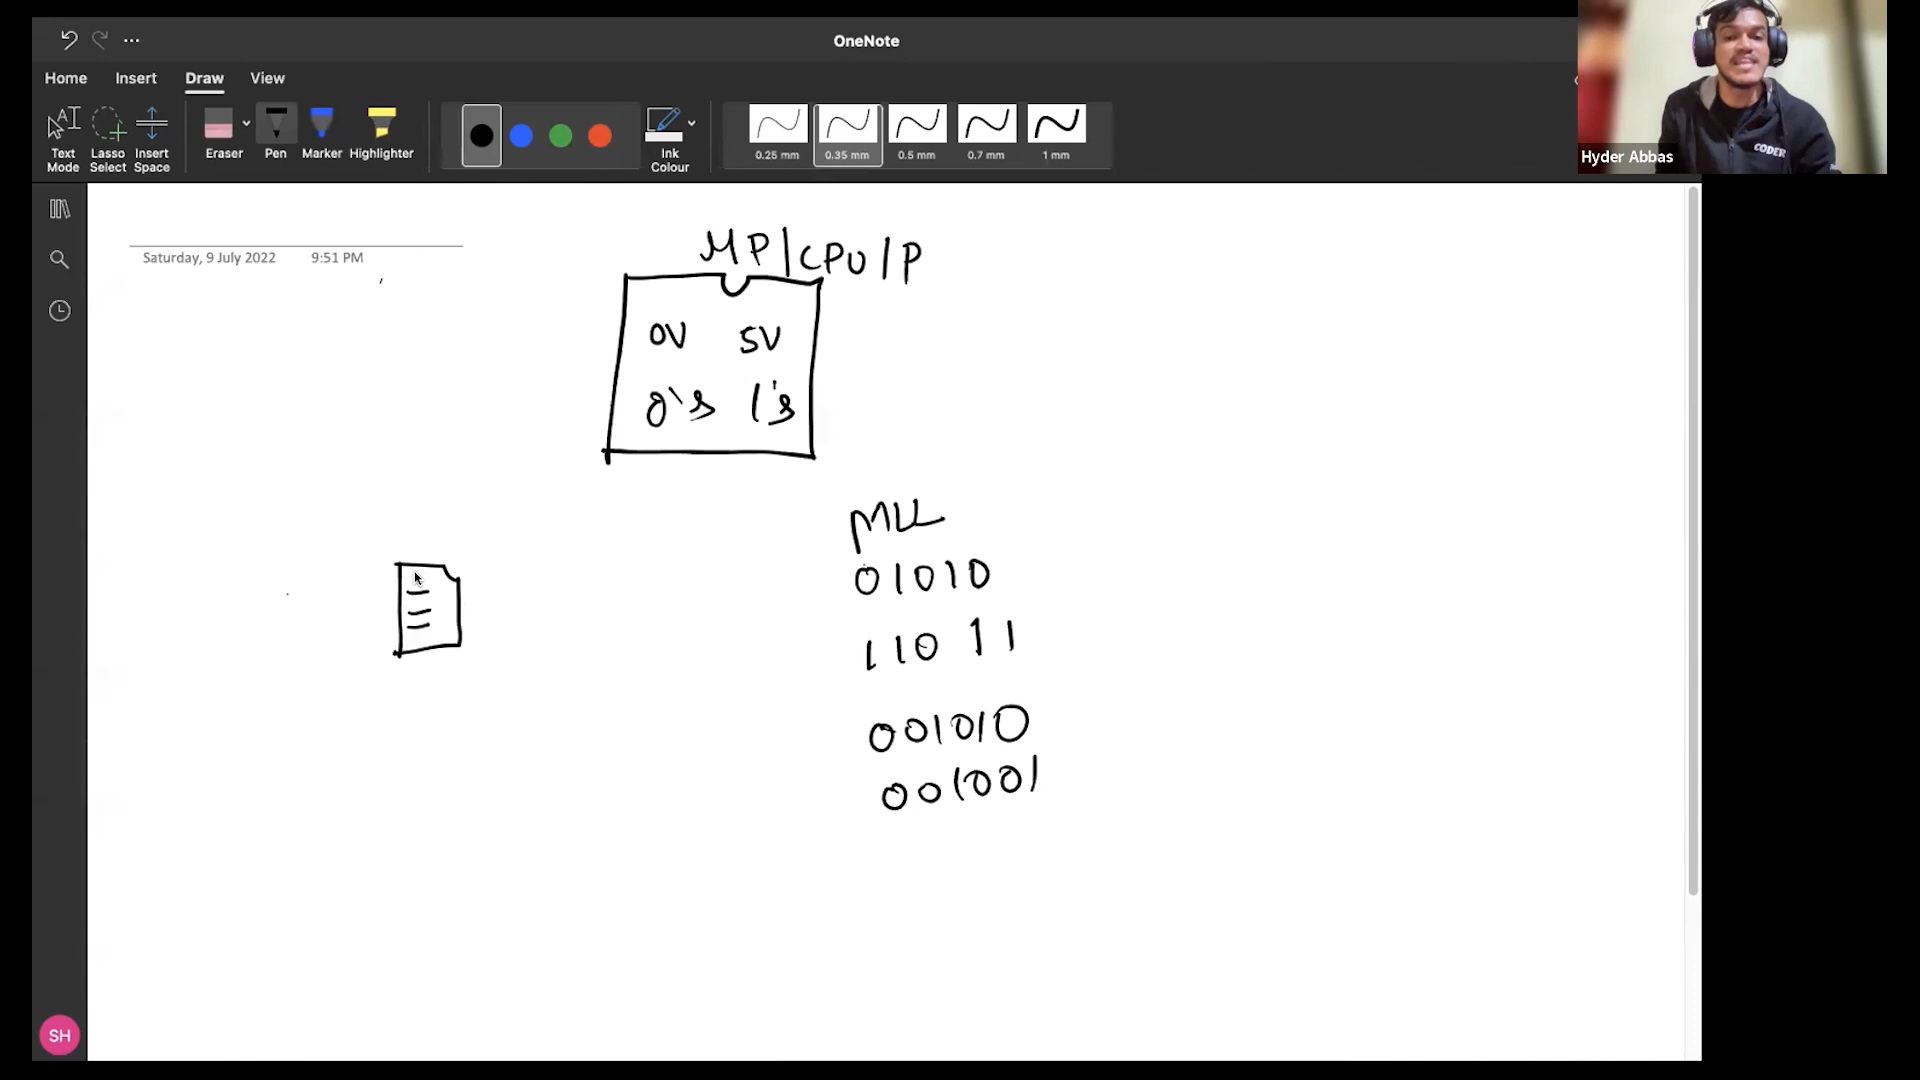 OneNote
Home Insert Draw View
Text Mode Lasso Select Insert Space Eraser Pen Marker Highlighter Ink Colour 0.25 mm 0.35 mm 0.5 mm 0.7 mm 1 mm
CODER
Hyder Abbas
MP/CPU/P
Saturday, 9 July 2022 9:51 PM
0V 5V
0's 1's
MLL
01010
11011
001010
001001
SH